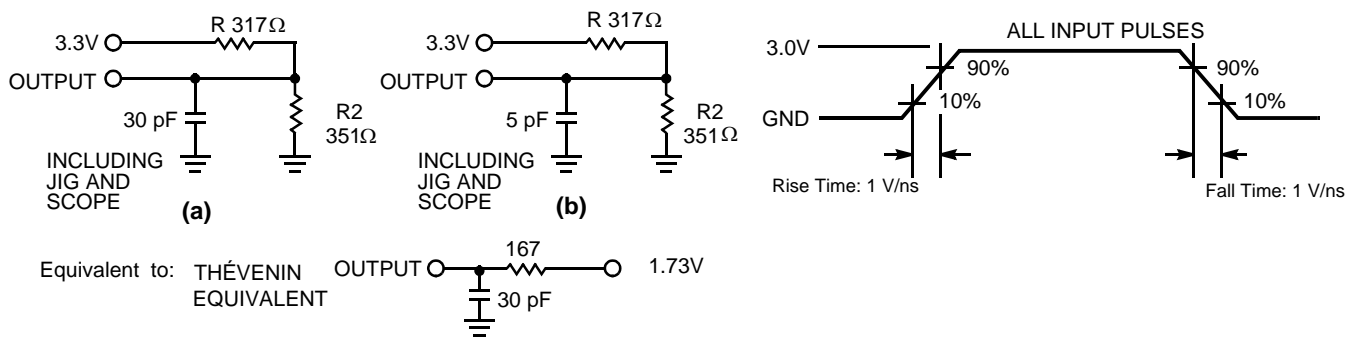 R 317Ω
3.3V
OUTPUT
30 pF
R2
351Ω
INCLUDING
JIG AND
SCOPE
(a)
R 317Ω
3.3V
OUTPUT
5 pF
R2
351Ω
INCLUDING
JIG AND
SCOPE
(b)
ALL INPUT PULSES
3.0V
90%
10%
GND
90%
10%
Rise Time: 1 V/ns
Fall Time: 1 V/ns
Equivalent to: THÉVENIN
EQUIVALENT
OUTPUT
167
1.73V
30 pF